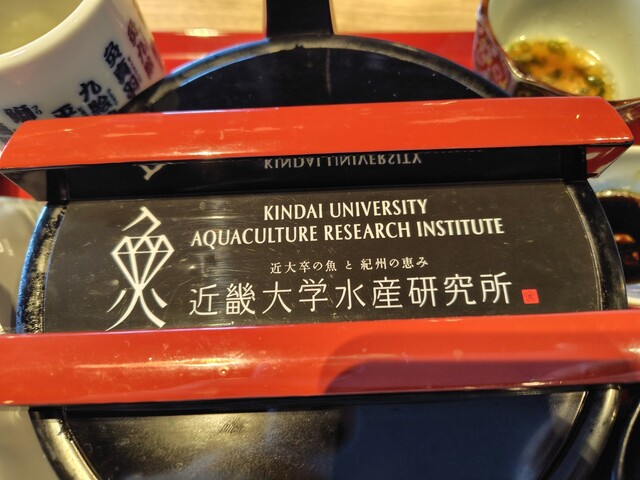 KINDAI UNIVERSITY
KINDAI UNIVERSITY
AQUACULTURE RESEARCH INSTITUTE
近大卒の魚 と 紀州の恵み
近畿大学水産研究所